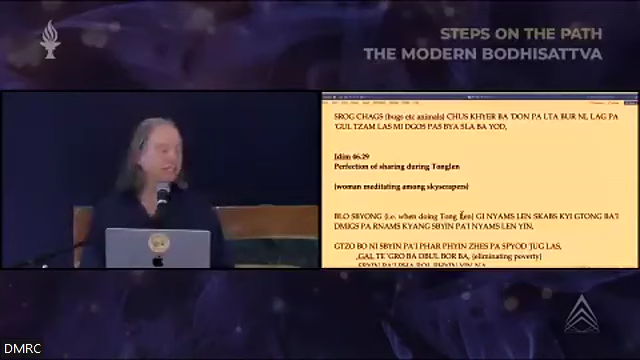 STEPS ON THE PATH
THE MODERN BODHISATTVA
SROG CHAGS (bugs etc animals) CHUS KHYER BA 'DON PA LTA BUR NI, LAG PA
'GUL TZAM LAS MI DGOS PAS BYA SLA BA YOD,
Idim 06.29
Perfection of sharing during Tonglen
(woman meditating among skyscrapers)
BLO SBYONG (i.e. when doing Tong Len) GI NYAMS LEN SKABS KYI GTONG BA'I
DMIGS PA RNAMS KYANG SBYIN PA'I NYAMS LEN YIN,
GTZO BO NI SBYIN PA'I PHAR PHYIN ZHES PA SPYOD 'JUG LAS,
,GAL TE 'GRO BA DBUL BOR BA, (eliminating poverty)
DMRC